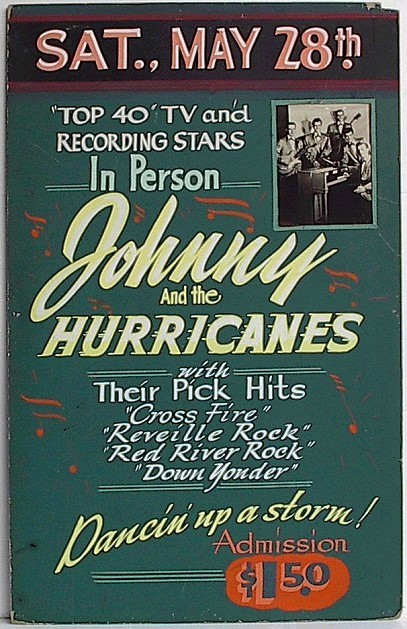 SAT., MAY 28th
"TOP 40" TV and
RECORDING STARS
In Person
Johnny
And the
HURRICANES
with
Their Pick Hits
"Cross Fire"
"Reveille Rock"
"Red River Rock"
"Down Yonder"
Dancin' up a storm!
Admission
$1.50